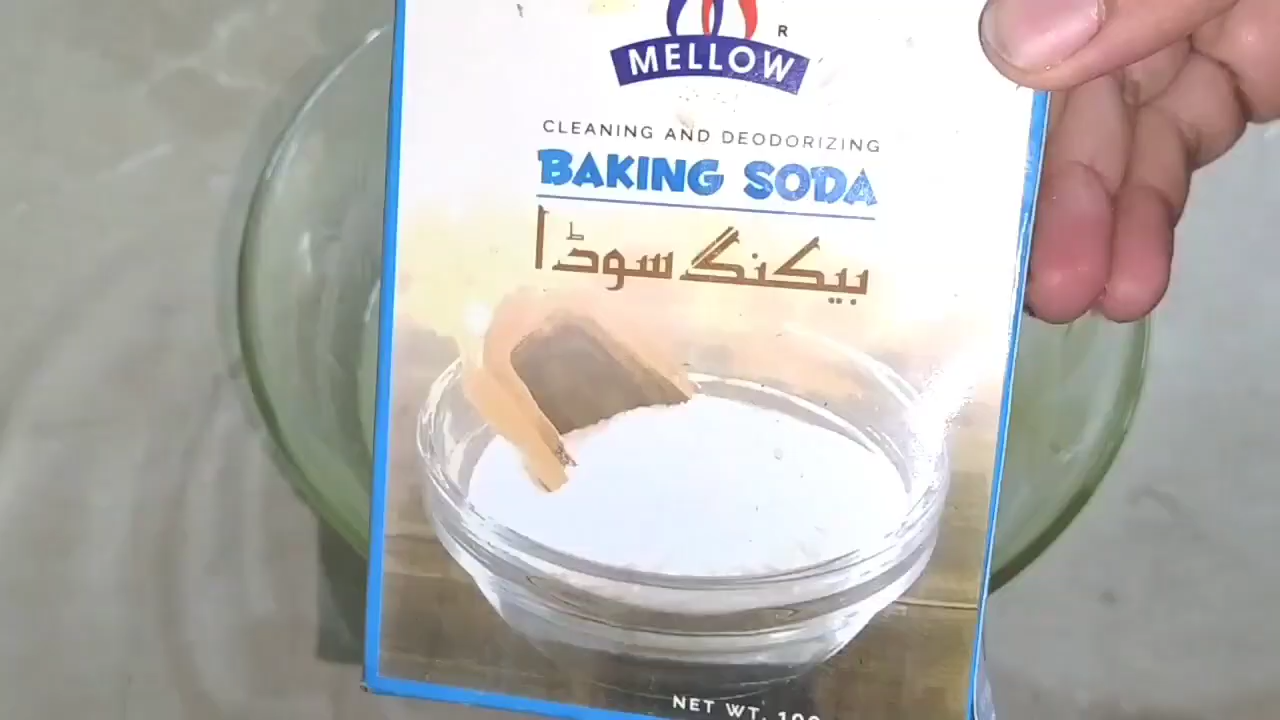 R
MELLOW
CLEANING AND DEODORIZING
BAKING SODA
بیکنگ سوڈا
NET WT.